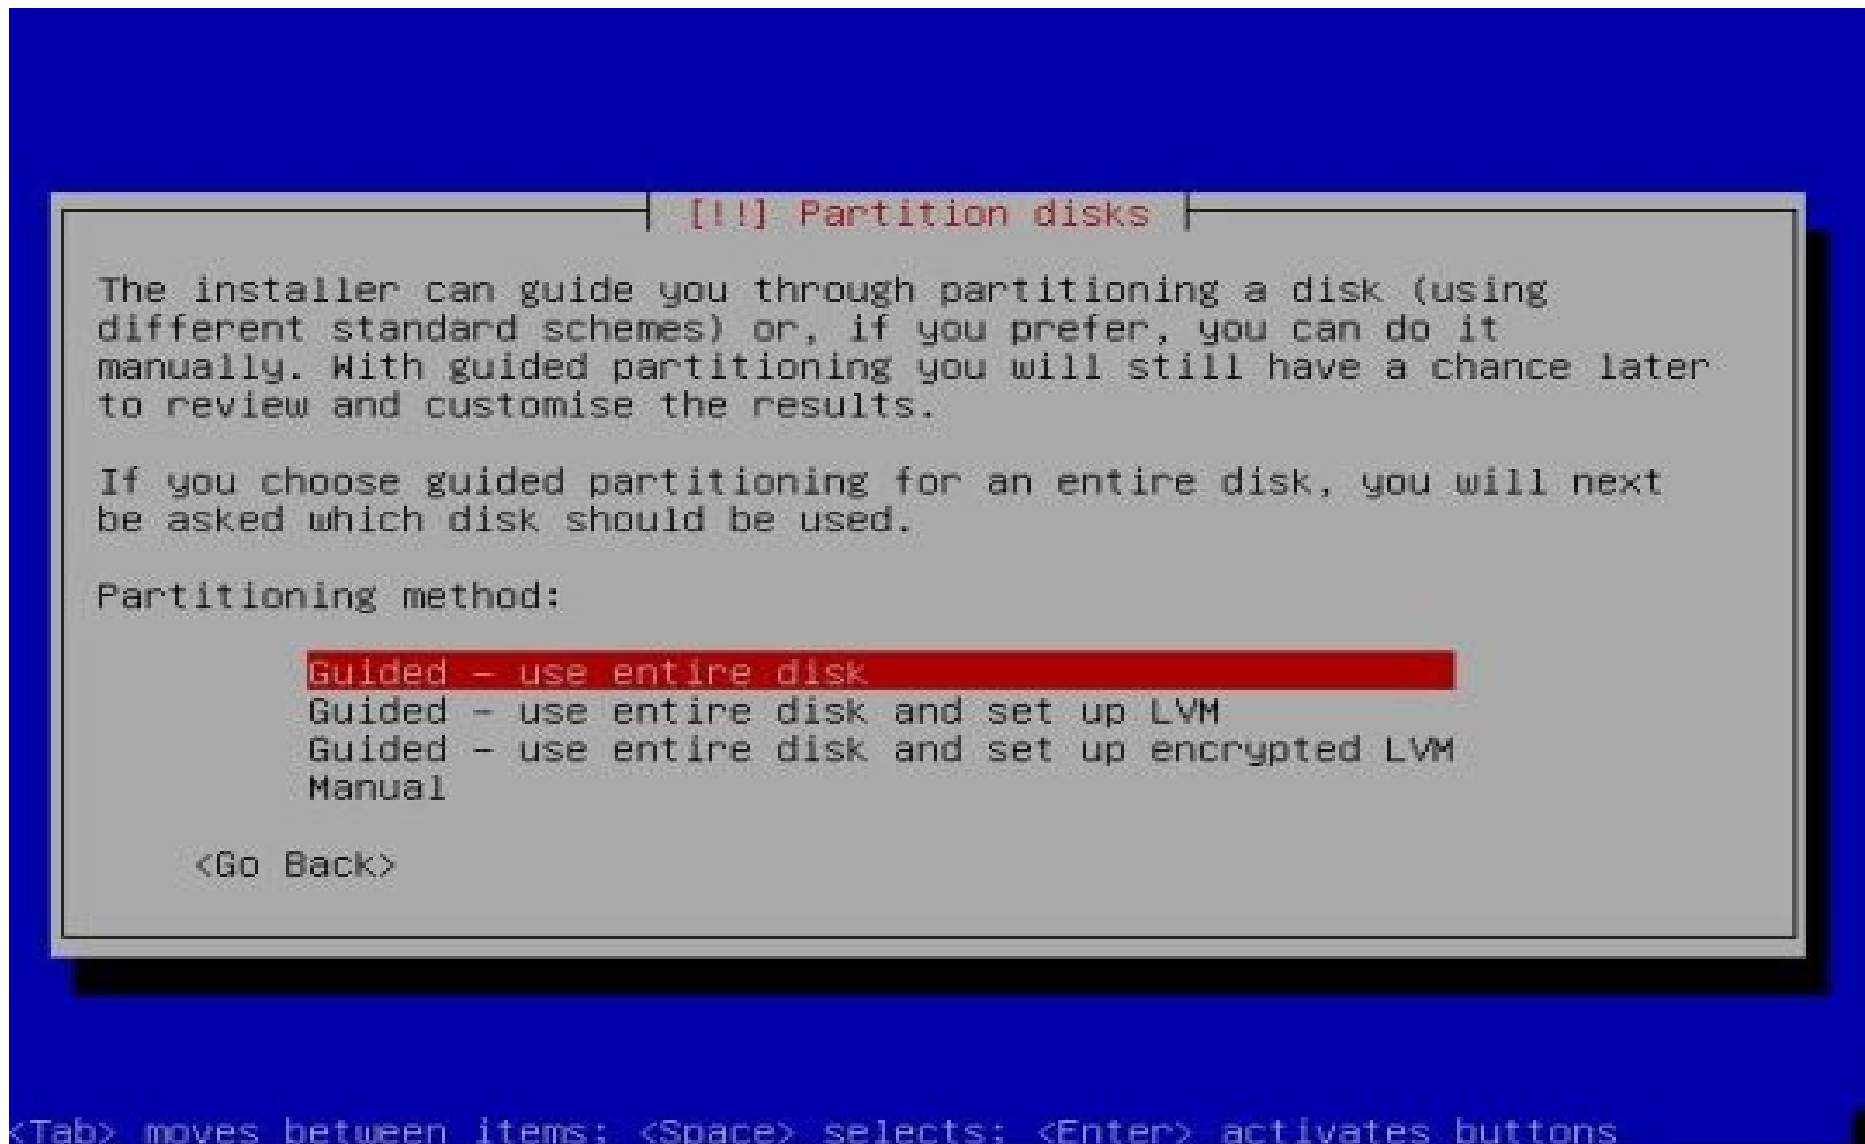 [!!] Partition disks
The installer can guide you through partitioning a disk (using
different standard schemes) or, if you prefer, you can do it
manually. With guided partitioning you will still have a chance later
to review and customise the results.
If you choose guided partitioning for an entire disk, you will next
be asked which disk should be used.
Partitioning method:
Guided – use entire disk
Guided – use entire disk and set up LVM
Guided – use entire disk and set up encrypted LVM
Manual
<Go Back>
<Tab> moves between items; <Space> selects; <Enter> activates buttons